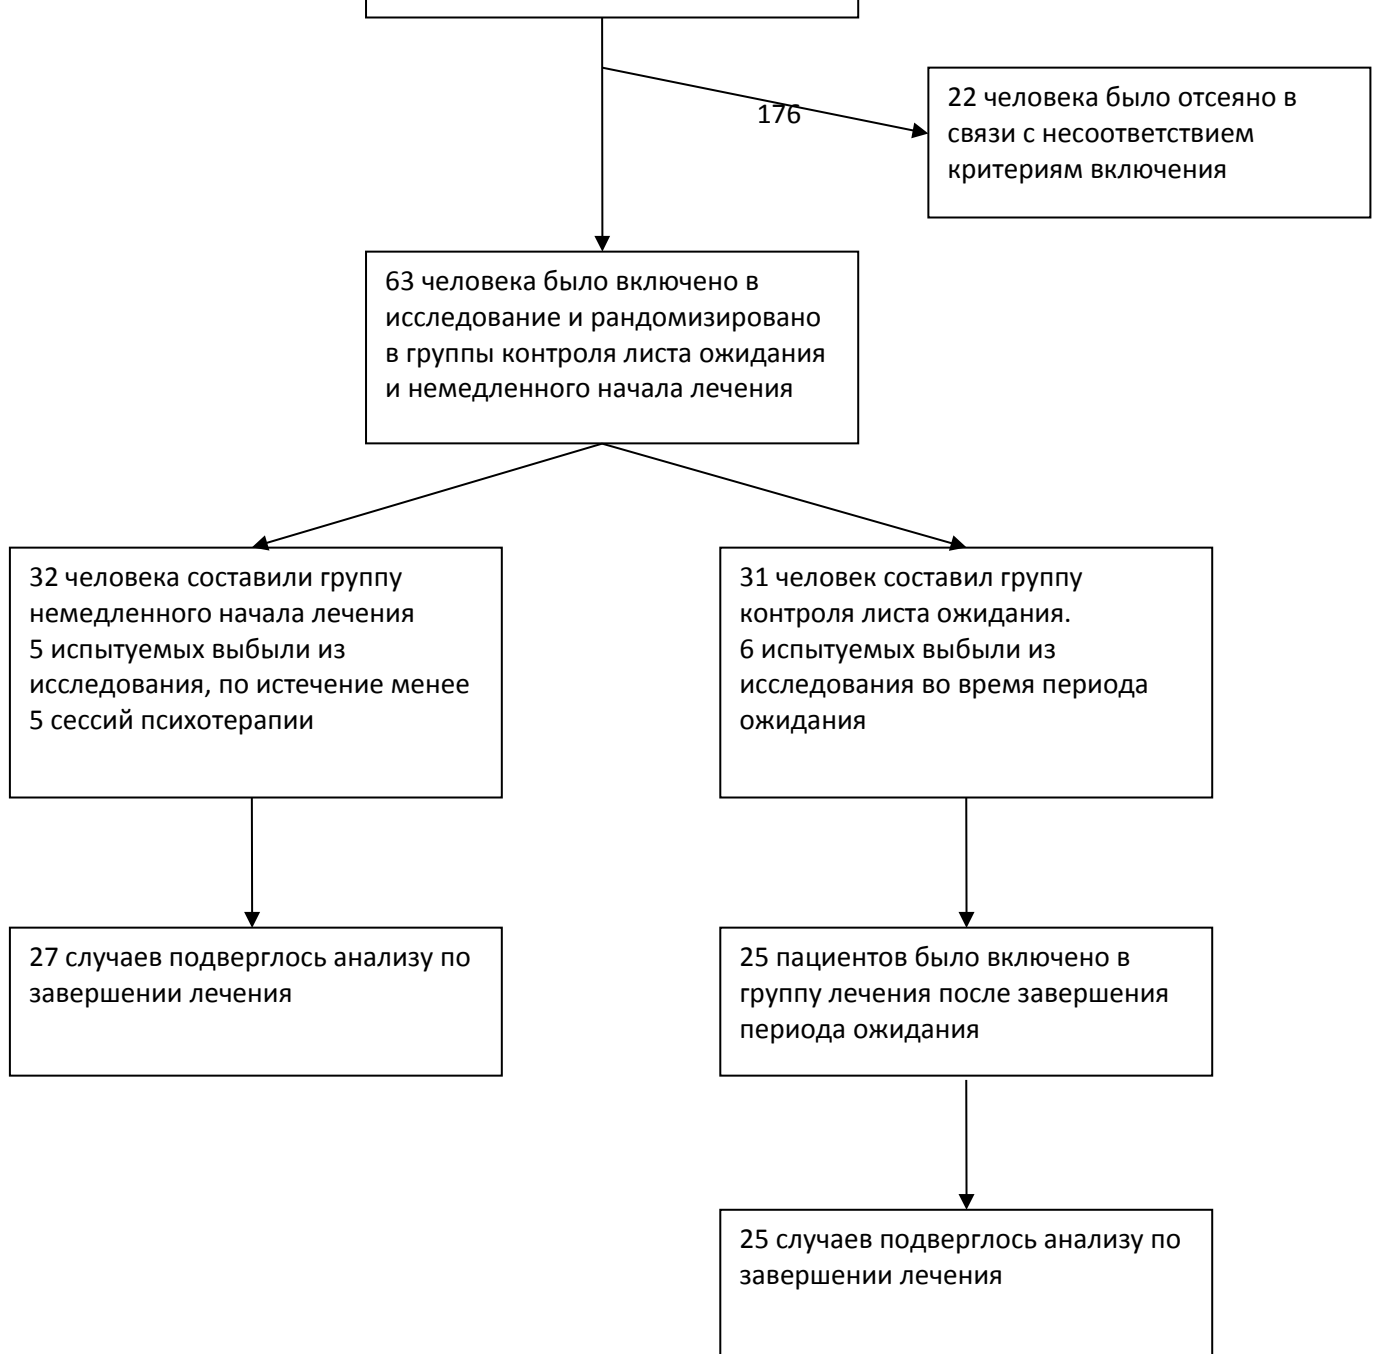 176
22 человека было отсеяно в
связи с несоответствием
критериям включения
63 человека было включено в
исследование и рандомизировано
в группы контроля листа ожидания
и немедленного начала лечения
32 человека составили группу
немедленного начала лечения
5 испытуемых выбыли из
исследования, по истечение менее
5 сессий психотерапии
31 человек составил группу
контроля листа ожидания.
6 испытуемых выбыли из
исследования во время периода
ожидания
27 случаев подверглось анализу по
завершении лечения
25 пациентов было включено в
группу лечения после завершения
периода ожидания
25 случаев подверглось анализу по
завершении лечения